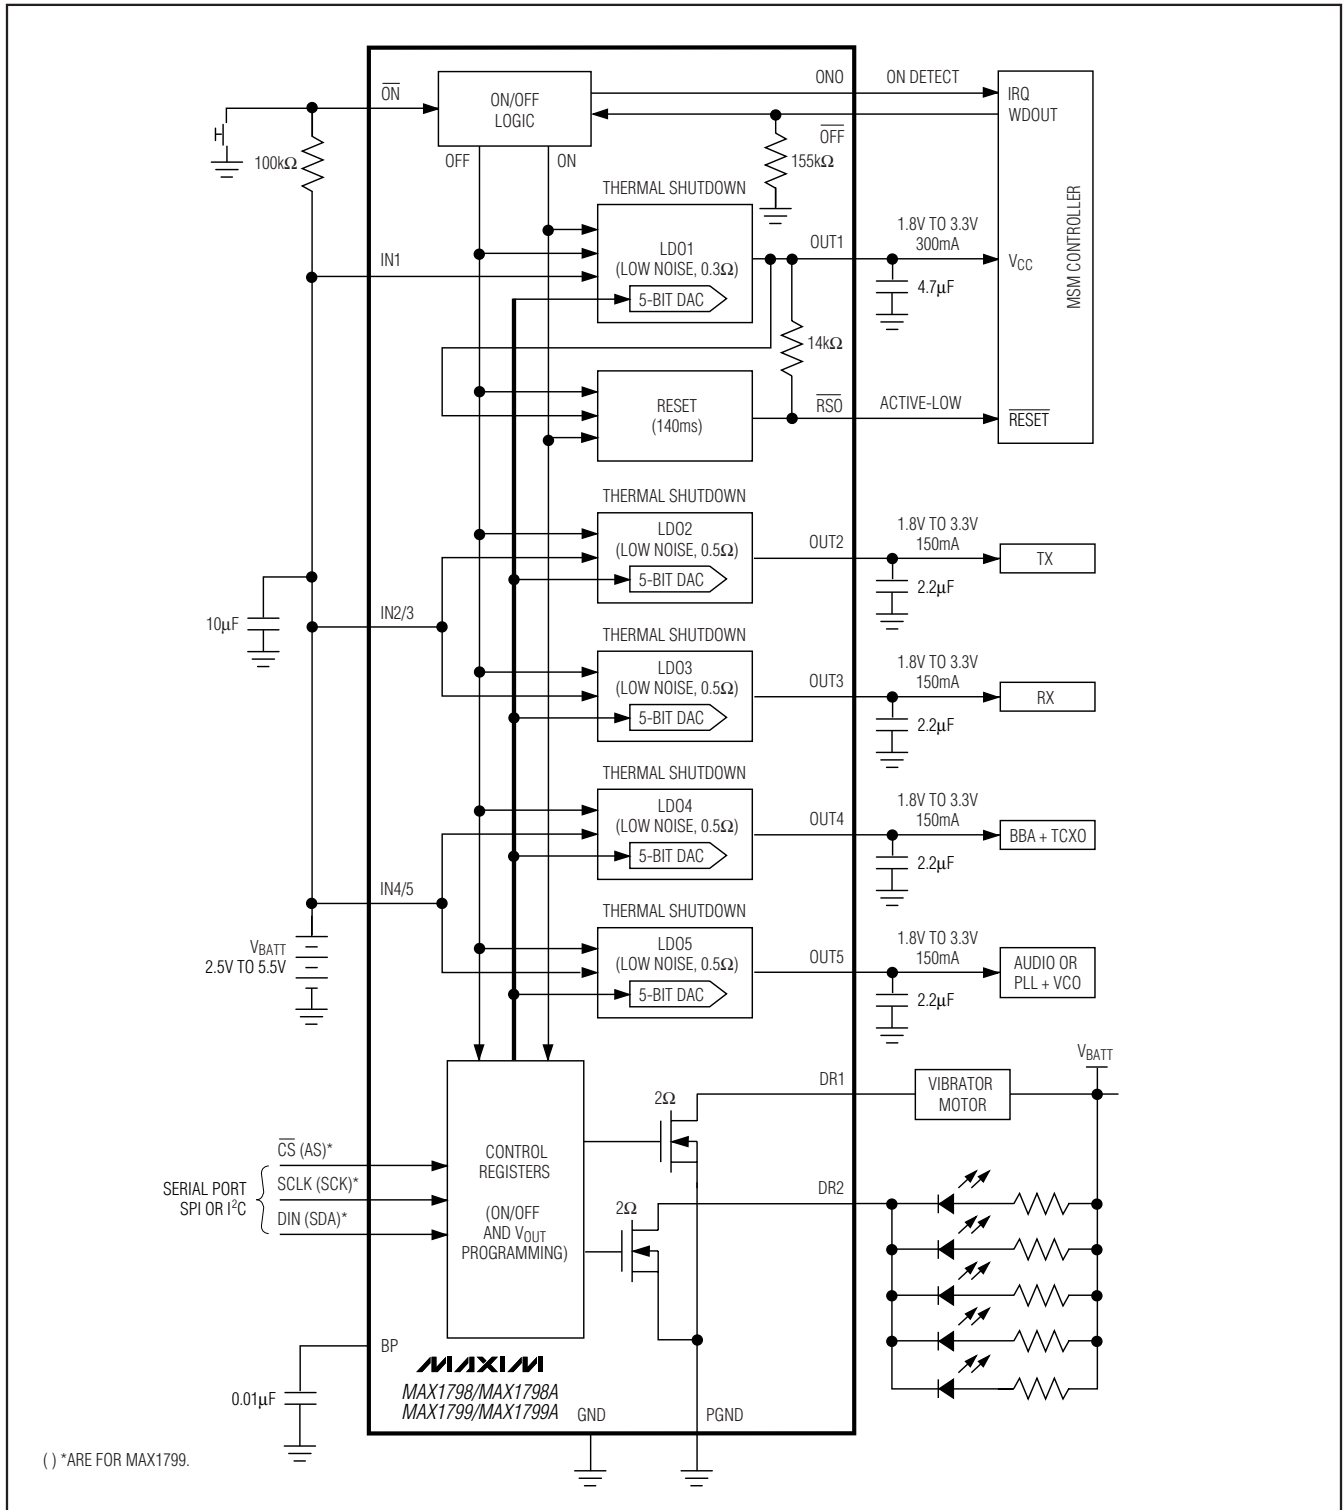 ON
ON/OFF
LOGIC
ONO
ON DETECT
IRQ
WDOUT
OFF
OFF
ON
100kΩ
155kΩ
MSM CONTROLLER
THERMAL SHUTDOWN
IN1
LDO1
(LOW NOISE, 0.3Ω)
5-BIT DAC
OUT1
1.8V TO 3.3V
300mA
VCC
4.7μF
14kΩ
RESET
(140ms)
RSO
ACTIVE-LOW
RESET
THERMAL SHUTDOWN
LDO2
(LOW NOISE, 0.5Ω)
5-BIT DAC
OUT2
1.8V TO 3.3V
150mA
TX
2.2μF
10μF
IN2/3
THERMAL SHUTDOWN
LDO3
(LOW NOISE, 0.5Ω)
5-BIT DAC
OUT3
1.8V TO 3.3V
150mA
RX
2.2μF
THERMAL SHUTDOWN
LDO4
(LOW NOISE, 0.5Ω)
5-BIT DAC
OUT4
1.8V TO 3.3V
150mA
BBA + TCXO
2.2μF
IN4/5
VBATT
2.5V TO 5.5V
THERMAL SHUTDOWN
LDO5
(LOW NOISE, 0.5Ω)
5-BIT DAC
OUT5
1.8V TO 3.3V
150mA
AUDIO OR
PLL + VCO
2.2μF
VBATT
DR1
VIBRATOR
MOTOR
2Ω
CONTROL
REGISTERS
(ON/OFF
AND VOUT
PROGRAMMING)
SERIAL PORT
SPI OR I²C
CS (AS)*
SCLK (SCK)*
DIN (SDA)*
DR2
2Ω
BP
0.01μF
MAXIM
MAX1798/MAX1798A
MAX1799/MAX1799A
GND
PGND
( ) *ARE FOR MAX1799.